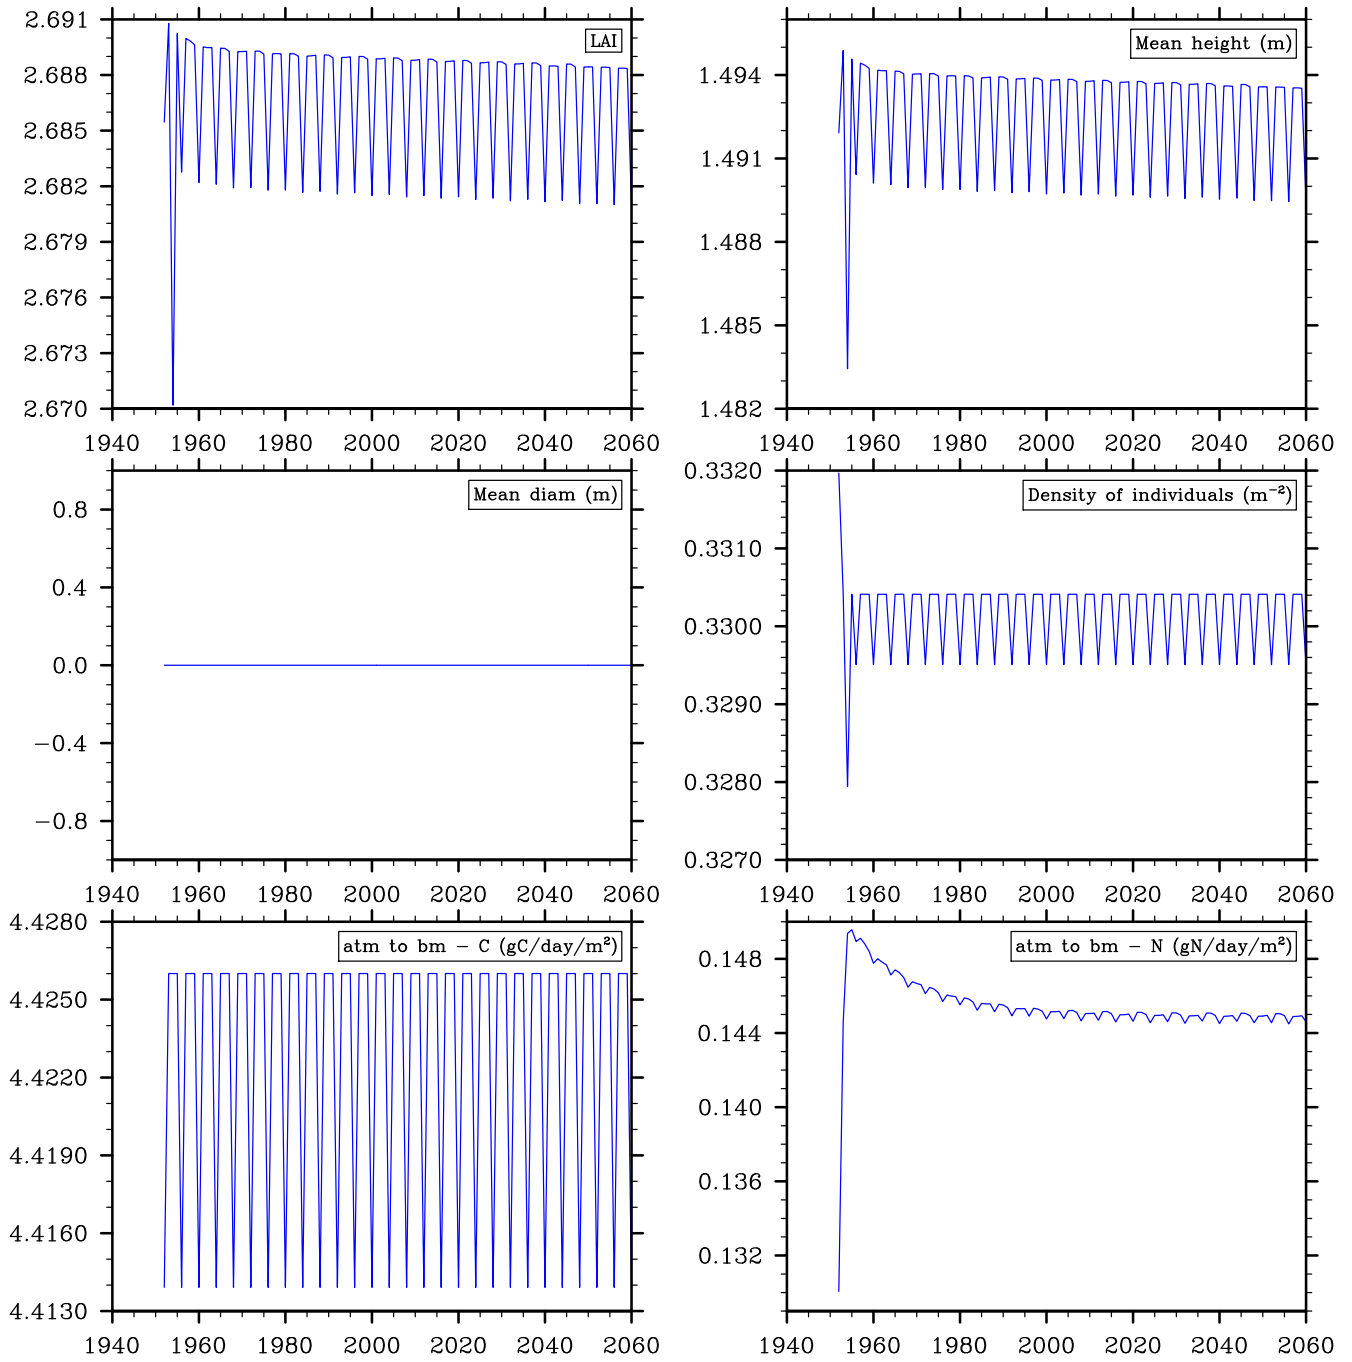 2.691
2.688
2.685
2.682
2.679
2.676
2.673
2.670
LAI
1940 1960 1980 2000 2020 2040 2060
1.494
1.491
1.488
1.485
1.482
Mean height (m)
1940 1960 1980 2000 2020 2040 2060
0.8
0.4
0.0
−0.4
−0.8
Mean diam (m)
1940 1960 1980 2000 2020 2040 2060
0.3320
0.3310
0.3300
0.3290
0.3280
0.3270
Density of individuals (m⁻²)
1940 1960 1980 2000 2020 2040 2060
4.4280
4.4250
4.4220
4.4190
4.4160
4.4130
atm to bm − C (gC/day/m²)
1940 1960 1980 2000 2020 2040 2060
0.148
0.144
0.140
0.136
0.132
atm to bm − N (gN/day/m²)
1940 1960 1980 2000 2020 2040 2060